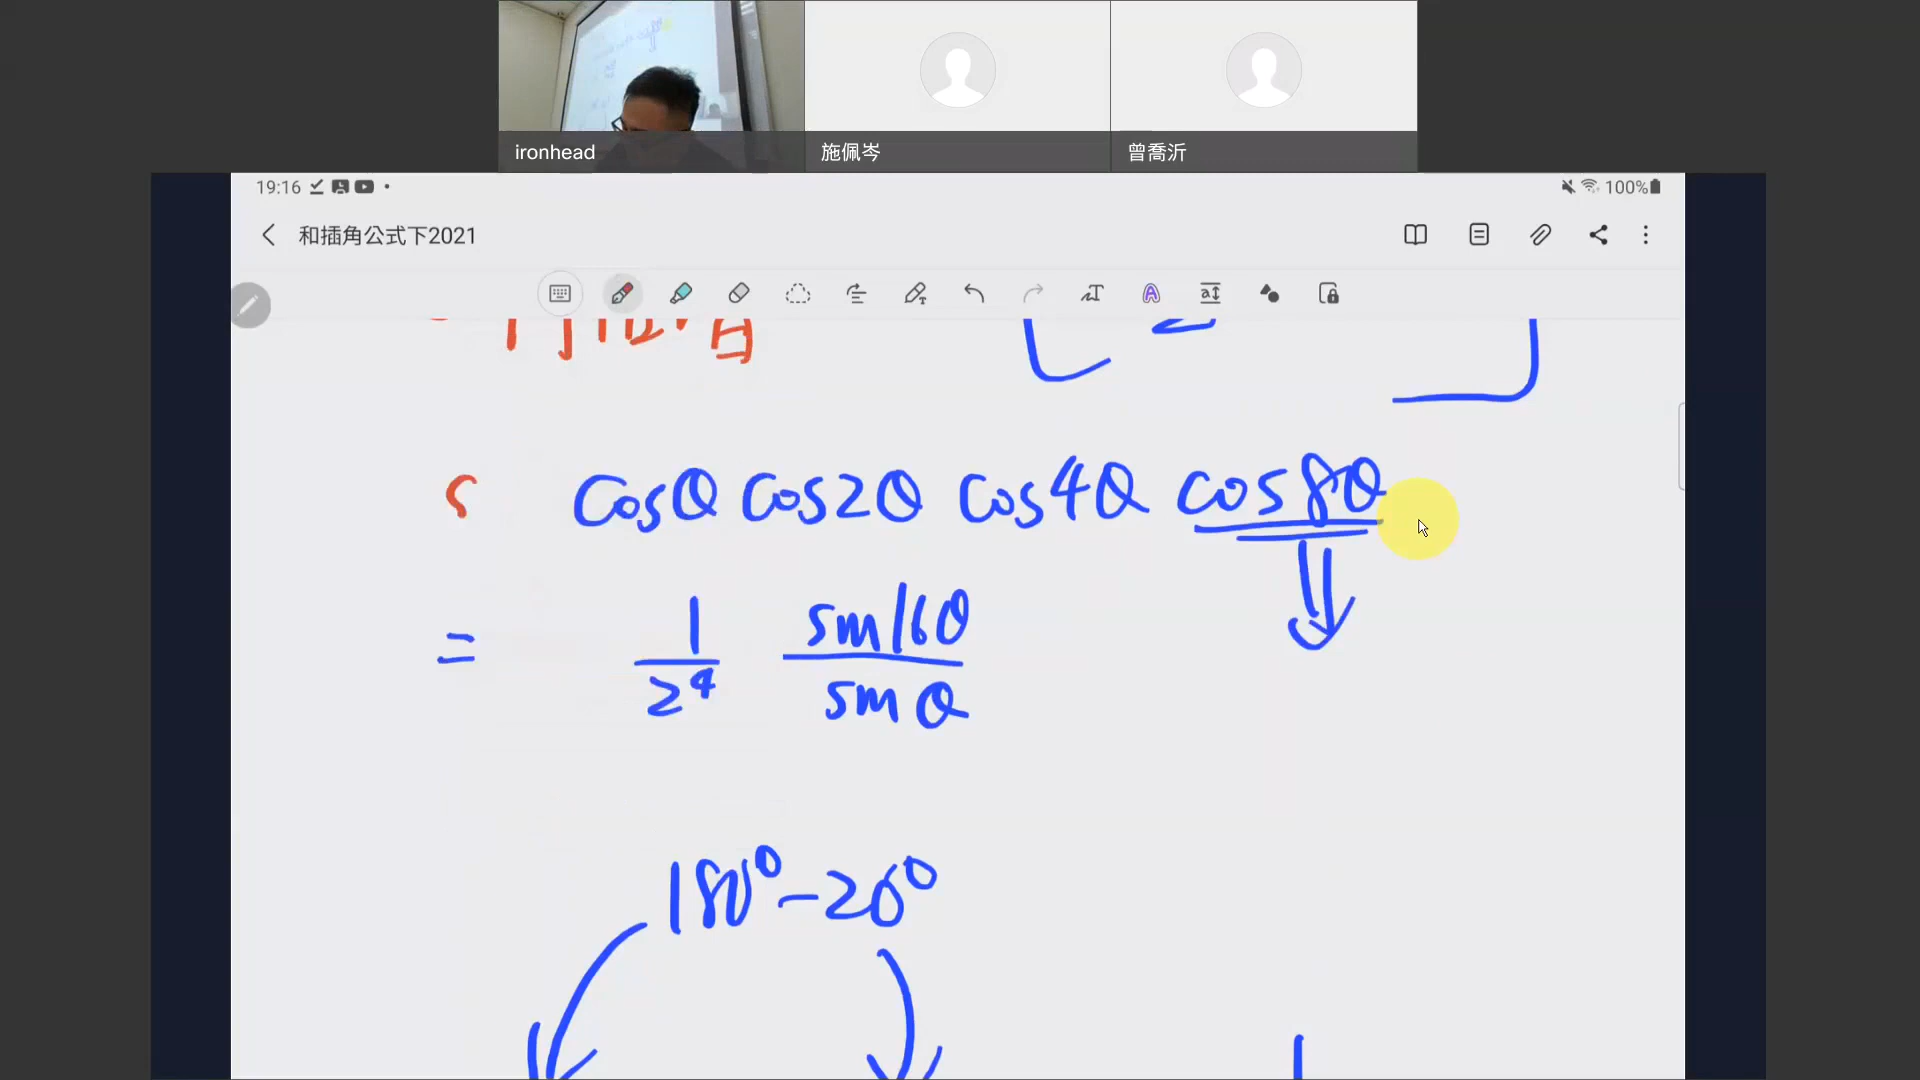 ironhead
施佩岑
曾喬沂
19:16
100%
和插角公式下2021
cosθ cos2θ cos4θ cos8θ
= 1/2⁴ sin16θ/sinθ
180°-20°